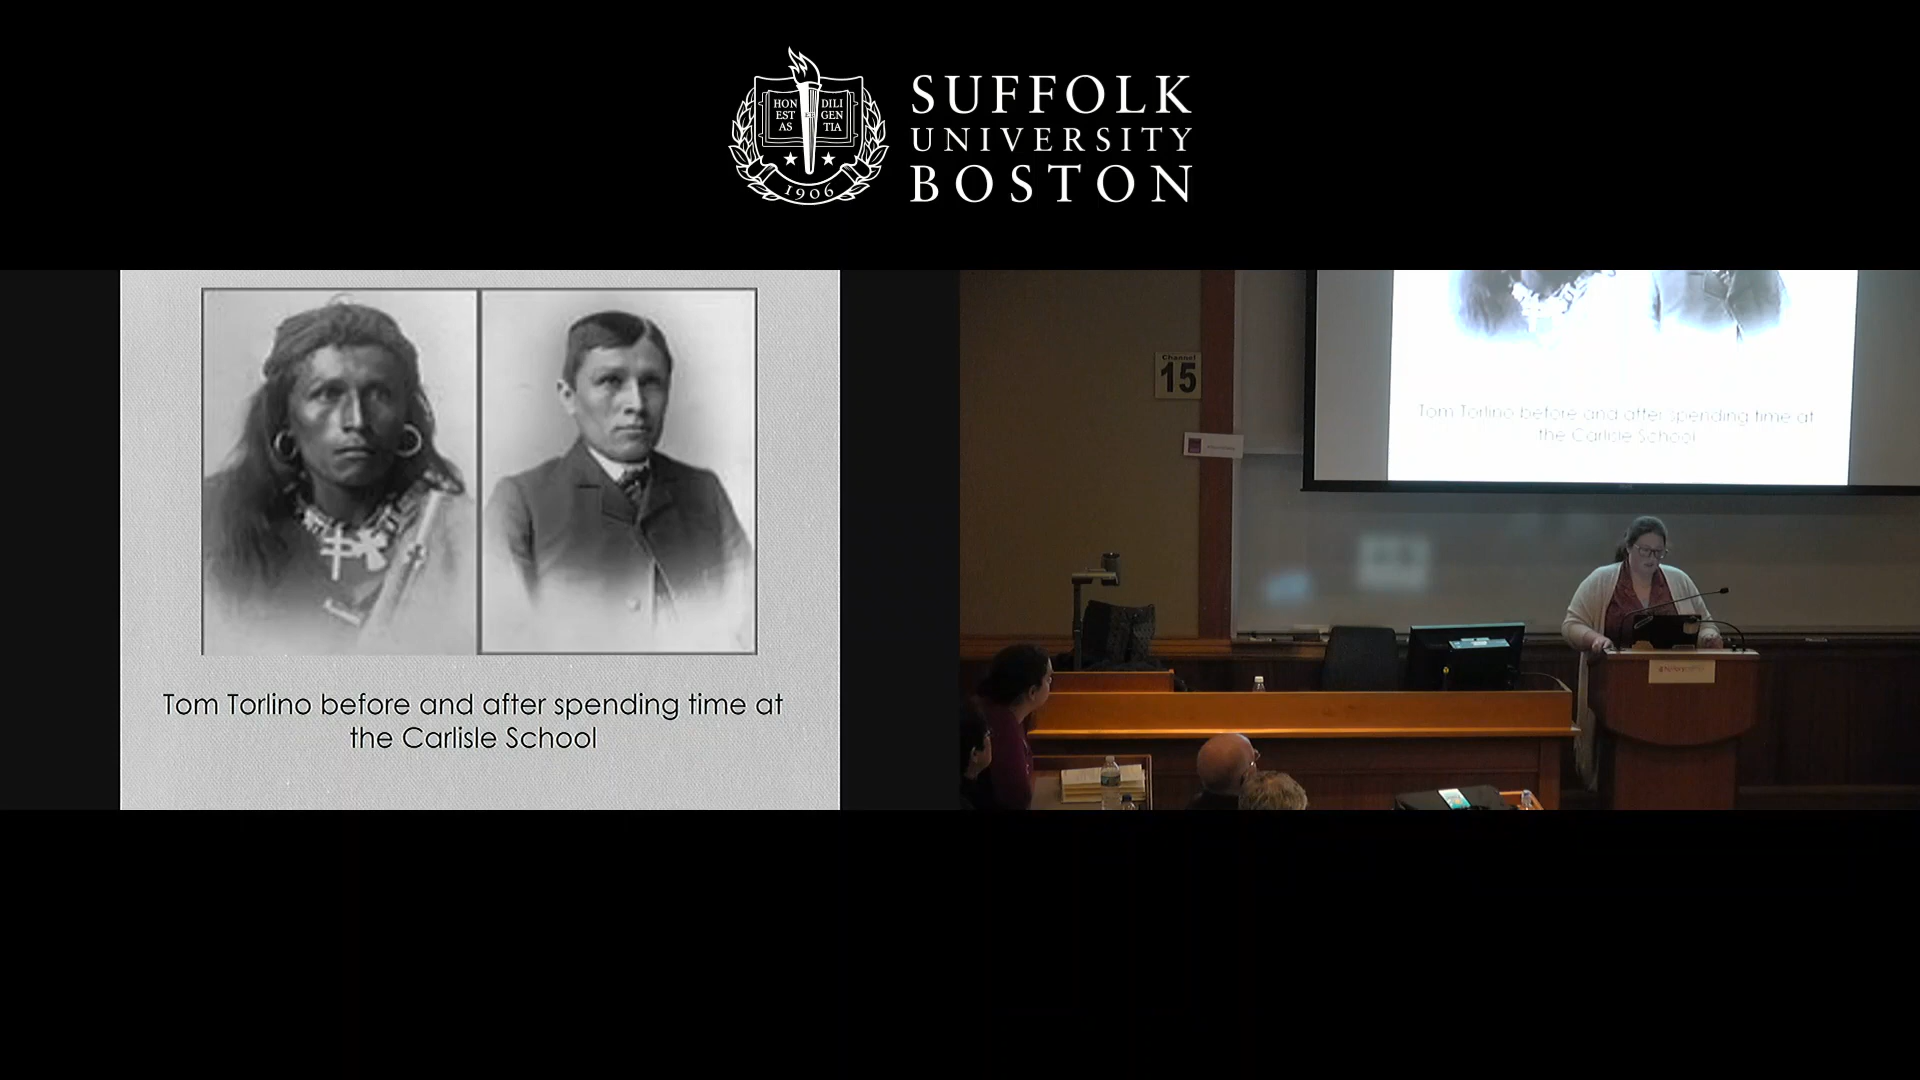 HON
EST
AS
DILI
GEN
TIA
1906
SUFFOLK
UNIVERSITY
BOSTON
Tom Torlino before and after spending time at
the Carlisle School
Channel
15
Tom Torlino before and after spending time at
the Carlisle School